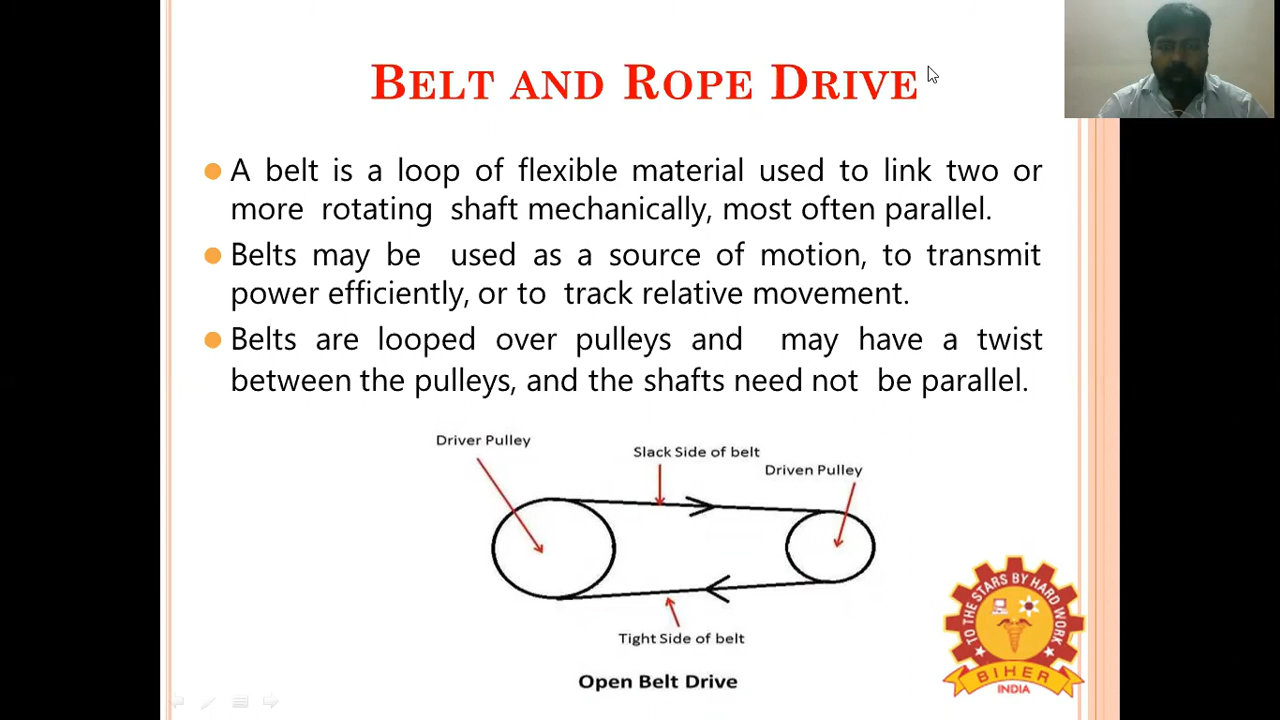 BELT AND ROPE DRIVE
A belt is a loop of flexible material used to link two or
more rotating shaft mechanically, most often parallel.
Belts may be used as a source of motion, to transmit
power efficiently, or to track relative movement.
Belts are looped over pulleys and may have a twist
between the pulleys, and the shafts need not be parallel.
Driver Pulley
Slack Side of belt
Driven Pulley
Tight Side of belt
Open Belt Drive
TO THE STARS BY HARD WORK
BIHER
INDIA